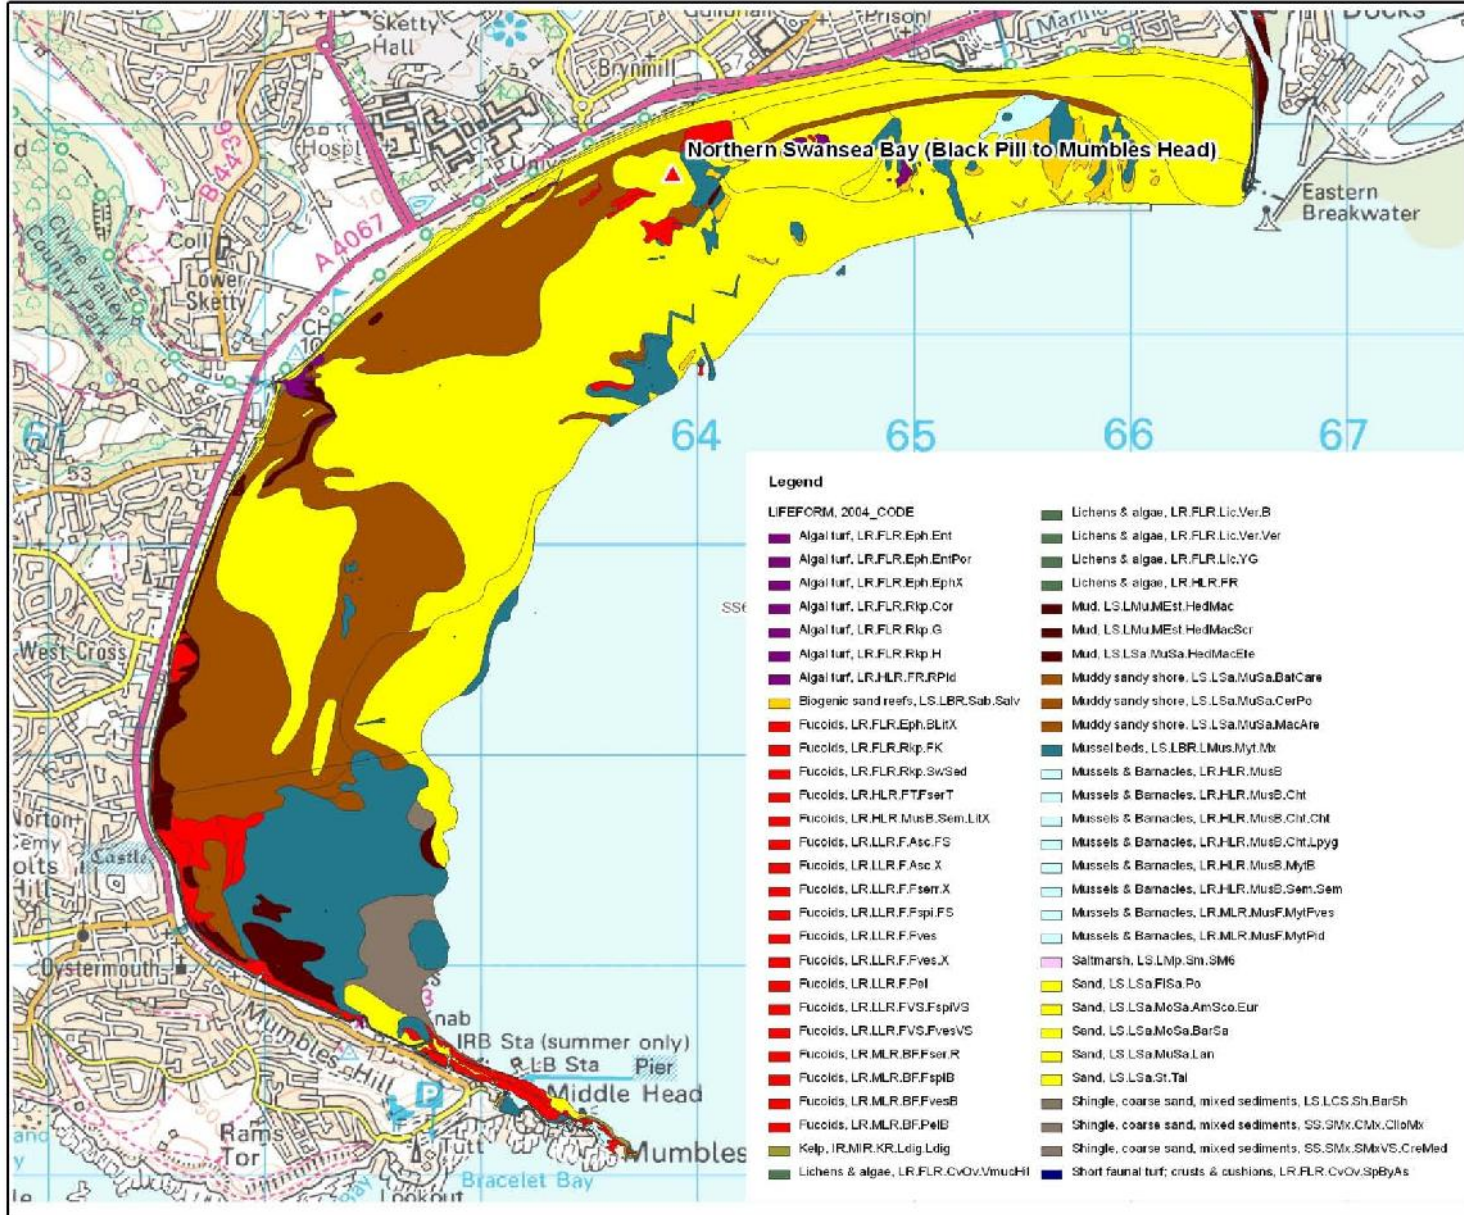 Sketty
Hall
Guildhall
Prison
Marina
Docks
Brynmill
B 4436
Hospl
Univ
Northern Swansea Bay (Black Pill to Mumbles Head)
Eastern
Breakwater
A 4067
Coll
Clyne Valley
Country Park
Lower
Sketty
CH
10
61
64
65
66
67
53
West Cross
Norton
Cemy
Castle
Hill
Oystermouth
Mumbles Hill
nab
IRB Sta (summer only)
LB Sta
Pier
Middle Head
Mumbles
Rams
Tor
Tutt
Lookout
Bracelet Bay
P
Legend
LIFEFORM, 2004_CODE
Algal turf, LR.FLR.Eph.Ent
Algal turf, LR.FLR.Eph.EntPor
Algal turf, LR.FLR.Eph.EphX
Algal turf, LR.FLR.Rkp.Cor
Algal turf, LR.FLR.Rkp.G
Algal turf, LR.FLR.Rkp.H
Algal turf, LR.HLR.FR.RPid
Biogenic sand reefs, LS.LBR.Sab.Salv
Fucoids, LR.FLR.Eph.BLitX
Fucoids, LR.FLR.Rkp.FK
Fucoids, LR.FLR.Rkp.SwSed
Fucoids, LR.HLR.FT.FserT
Fucoids, LR.HLR.MusB.Sem.LitX
Fucoids, LR.LLR.F.Asc.FS
Fucoids, LR.LLR.F.Asc.X
Fucoids, LR.LLR.F.Fserr.X
Fucoids, LR.LLR.F.Fspi.FS
Fucoids, LR.LLR.F.Fves
Fucoids, LR.LLR.F.Fves.X
Fucoids, LR.LLR.F.Pel
Fucoids, LR.LLR.FVS.FspiVS
Fucoids, LR.LLR.FVS.FvesVS
Fucoids, LR.MLR.BF.Fser.R
Fucoids, LR.MLR.BF.FspiB
Fucoids, LR.MLR.BF.FvesB
Fucoids, LR.MLR.BF.PelB
Kelp, IR.MIR.KR.Ldig.Ldig
Lichens & algae, LR.FLR.CvOv.VmucHil
Lichens & algae, LR.FLR.Lic.Ver.B
Lichens & algae, LR.FLR.Lic.Ver.Ver
Lichens & algae, LR.FLR.Lic.YG
Lichens & algae, LR.HLR.FR
Mud, LS.LMu.MEst.HedMac
Mud, LS.LMu.MEst.HedMacScr
Mud, LS.LSa.MuSa.HedMacEte
Muddy sandy shore, LS.LSa.MuSa.BatCare
Muddy sandy shore, LS.LSa.MuSa.CerPo
Muddy sandy shore, LS.LSa.MuSa.MacAre
Mussel beds, LS.LBR.LMus.Myt.Mx
Mussels & Barnacles, LR.HLR.MusB
Mussels & Barnacles, LR.HLR.MusB.Cht
Mussels & Barnacles, LR.HLR.MusB.Cht.Cht
Mussels & Barnacles, LR.HLR.MusB.Cht.Lpyg
Mussels & Barnacles, LR.HLR.MusB.MytB
Mussels & Barnacles, LR.HLR.MusB.Sem.Sem
Mussels & Barnacles, LR.MLR.MusF.MytFves
Mussels & Barnacles, LR.MLR.MusF.MytPid
Saltmarsh, LS.LMp.Sm.SM6
Sand, LS.LSa.FiSa.Po
Sand, LS.LSa.MoSa.AmSco.Eur
Sand, LS.LSa.MoSa.BarSa
Sand, LS.LSa.MuSa.Lan
Sand, LS.LSa.St.Tal
Shingle, coarse sand, mixed sediments, LS.LCS.Sh.BarSh
Shingle, coarse sand, mixed sediments, SS.SMx.CMx.ClloMx
Shingle, coarse sand, mixed sediments, SS.SMx.SMxVS.CreMed
Short faunal turf; crusts & cushions, LR.FLR.CvOv.SpByAs